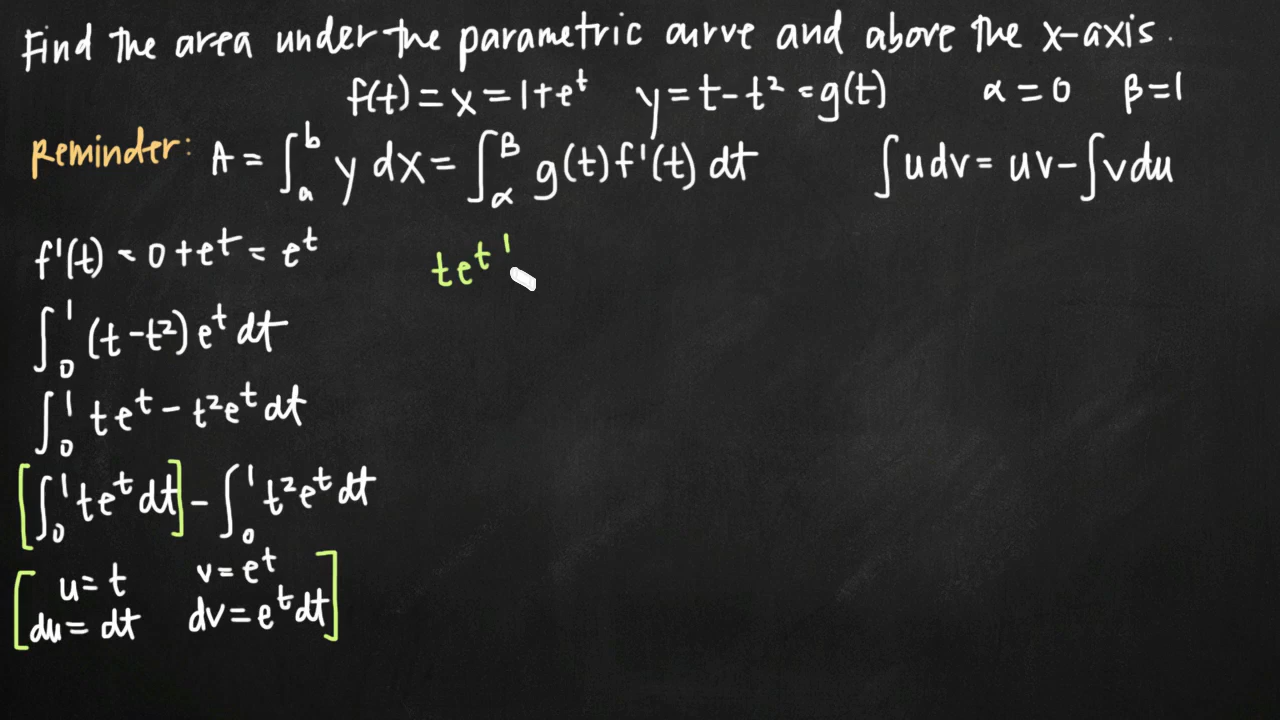 Find the area under the parametric curve and above the x-axis.
f(t) = x = 1+e^t y = t-t² = g(t) α = 0 β=1
Reminder: A = ∫_a^b y dx = ∫_α^β g(t) f'(t) dt ∫udv = uv-∫vdu
f'(t) = 0+e^t = e^t te^t |
∫_0^1 (t-t²) e^t dt
∫_0^1 te^t - t²e^t dt
[∫_0^1 te^t dt] - ∫_0^1 t²e^t dt
[u=t v=e^t
du=dt dv=e^t dt]